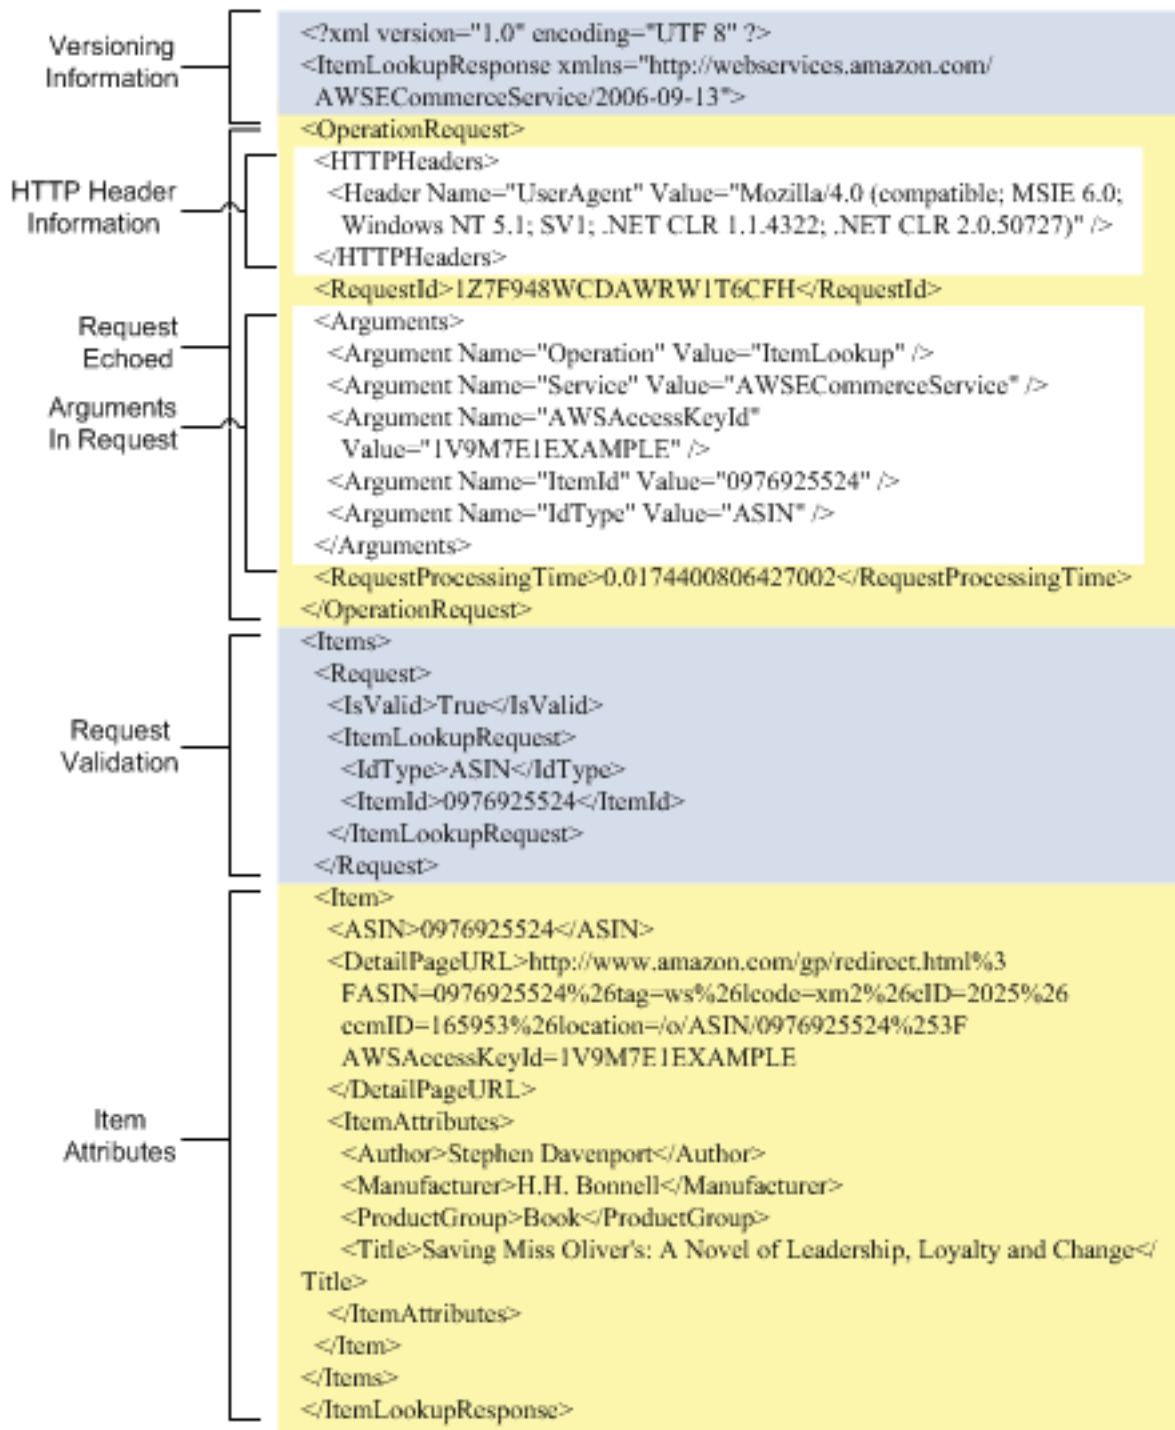 Versioning
Information
<?xml version="1.0" encoding="UTF 8" ?>
<ItemLookupResponse xmlns="http://webservices.amazon.com/
AWSECommerceService/2006-09-13">
<OperationRequest>
HTTP Header
Information
<HTTPHeaders>
<Header Name="UserAgent" Value="Mozilla/4.0 (compatible; MSIE 6.0;
Windows NT 5.1; SV1; .NET CLR 1.1.4322; .NET CLR 2.0.50727)" />
</HTTPHeaders>
<RequestId>1Z7F948WCDAWRW1T6CFH</RequestId>
Request
Echoed
Arguments
In Request
<Arguments>
<Argument Name="Operation" Value="ItemLookup" />
<Argument Name="Service" Value="AWSECommerceService" />
<Argument Name="AWSAccessKeyId"
Value="1V9M7E1EXAMPLE" />
<Argument Name="ItemId" Value="0976925524" />
<Argument Name="IdType" Value="ASIN" />
</Arguments>
<RequestProcessingTime>0.0174400806427002</RequestProcessingTime>
</OperationRequest>
Request
Validation
<Items>
<Request>
<IsValid>True</IsValid>
<ItemLookupRequest>
<IdType>ASIN</IdType>
<ItemId>0976925524</ItemId>
</ItemLookupRequest>
</Request>
Item
Attributes
<Item>
<ASIN>0976925524</ASIN>
<DetailPageURL>http://www.amazon.com/gp/redirect.html%3
FASIN=0976925524%26tag=ws%26lcode=xm2%26cID=2025%26
ccmID=165953%26location=/o/ASIN/0976925524%253F
AWSAccessKeyId=1V9M7E1EXAMPLE
</DetailPageURL>
<ItemAttributes>
<Author>Stephen Davenport</Author>
<Manufacturer>H.H. Bonnell</Manufacturer>
<ProductGroup>Book</ProductGroup>
<Title>Saving Miss Oliver's: A Novel of Leadership, Loyalty and Change</
Title>
</ItemAttributes>
</Item>
</Items>
</ItemLookupResponse>